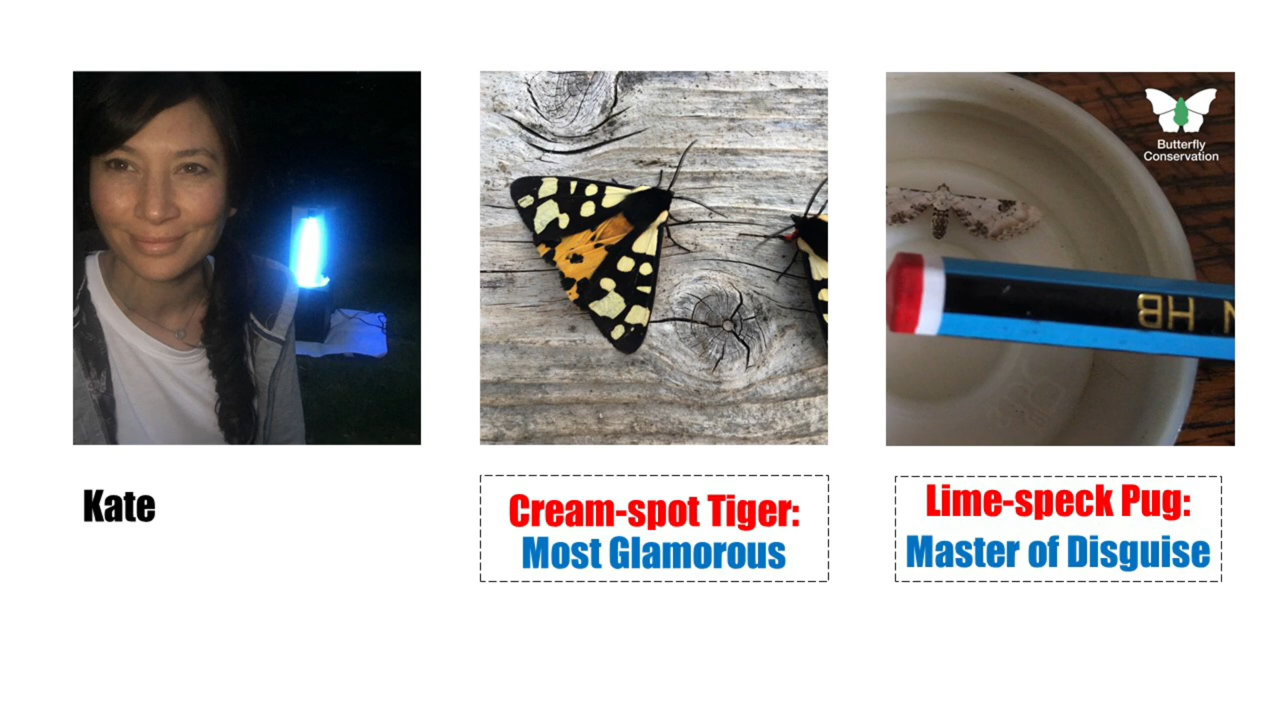 Butterfly
Conservation
HB
Kate
Cream-spot Tiger:
Most Glamorous
Lime-speck Pug:
Master of Disguise